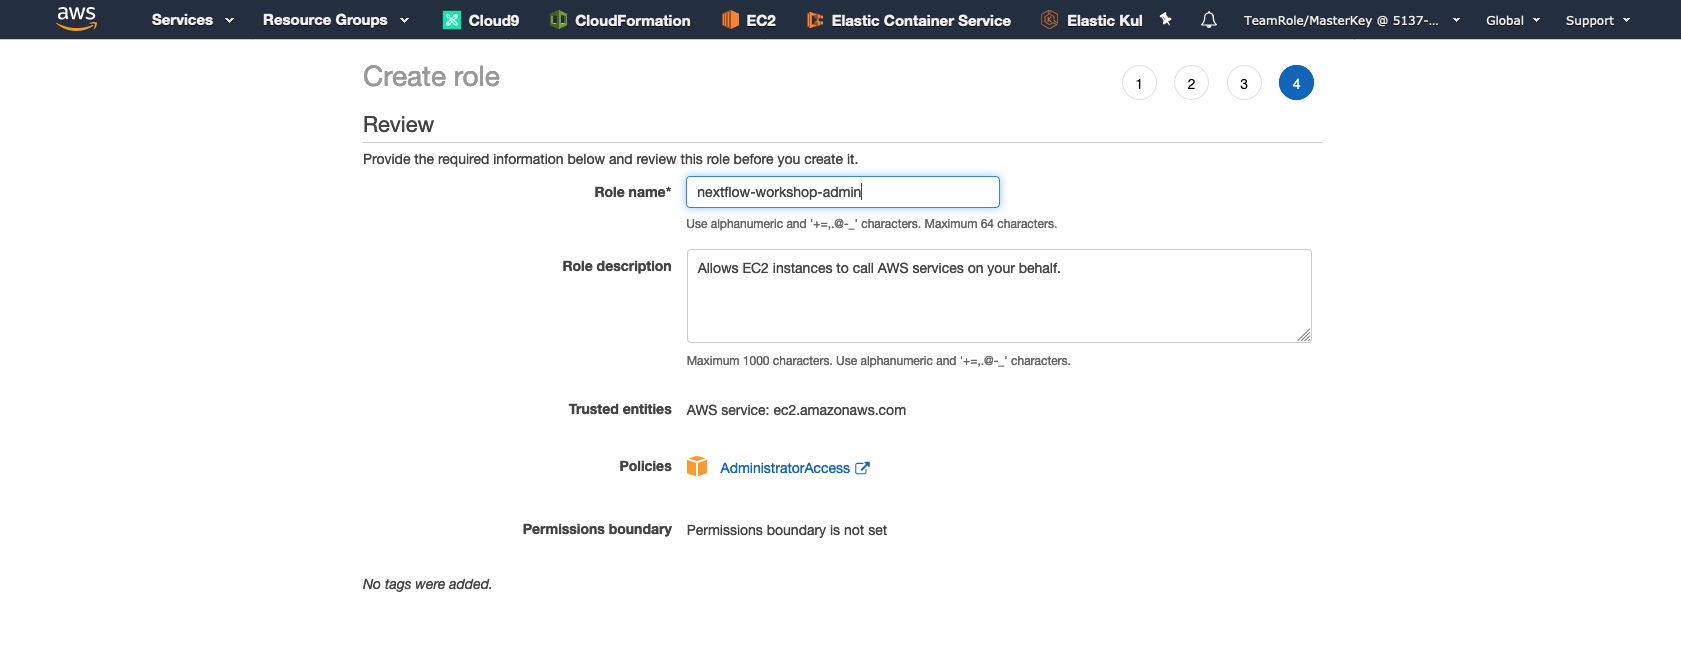 aws Services Resource Groups Cloud9 CloudFormation EC2 Elastic Container Service Elastic Kul TeamRole/MasterKey @ 5137-... Global Support
Create role
1 2 3 4
Review
Provide the required information below and review this role before you create it.
Role name* nextflow-workshop-admin
Use alphanumeric and '+=,.@-_' characters. Maximum 64 characters.
Role description Allows EC2 instances to call AWS services on your behalf.
Maximum 1000 characters. Use alphanumeric and '+=,.@-_' characters.
Trusted entities AWS service: ec2.amazonaws.com
Policies AdministratorAccess
Permissions boundary Permissions boundary is not set
No tags were added.